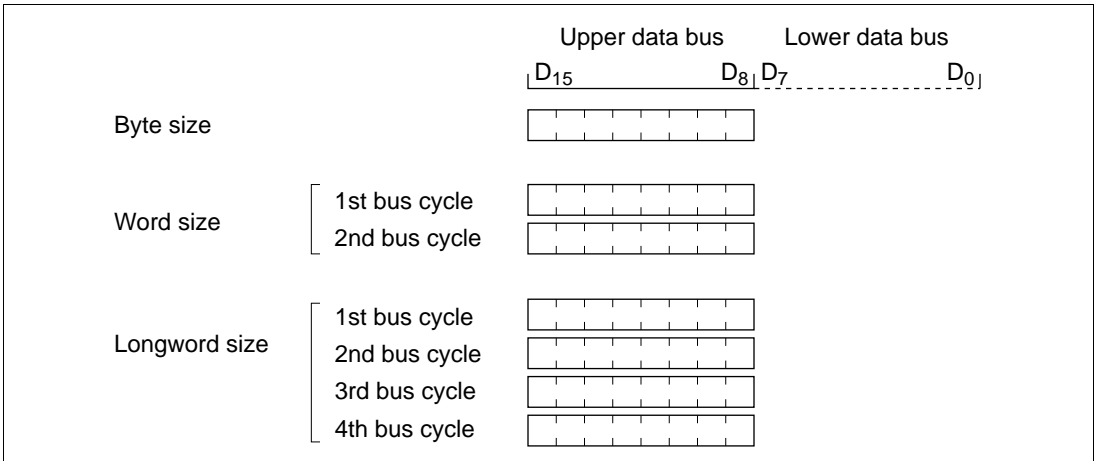 Upper data bus Lower data bus
D15 D8 D7 D0
Byte size
Word size
1st bus cycle
2nd bus cycle
Longword size
1st bus cycle
2nd bus cycle
3rd bus cycle
4th bus cycle